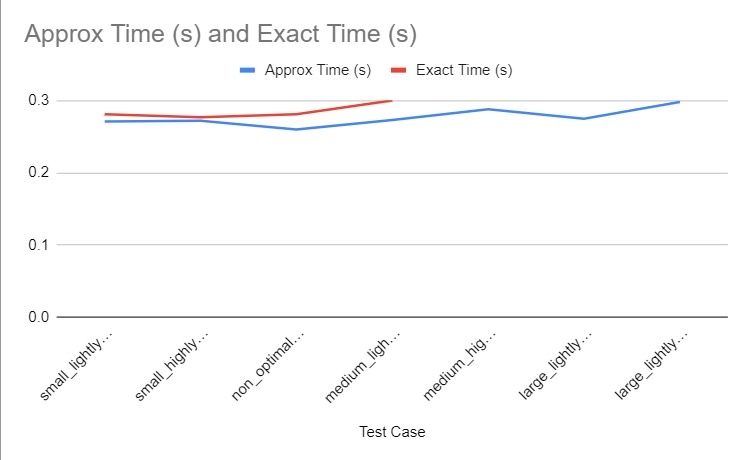 Approx Time (s) and Exact Time (s)
Approx Time (s) Exact Time (s)
0.3
0.2
0.1
0.0
small_lightly…
small_highly…
non_optimal…
medium_ligh…
medium_hig…
large_lightly…
large_lightly…
Test Case